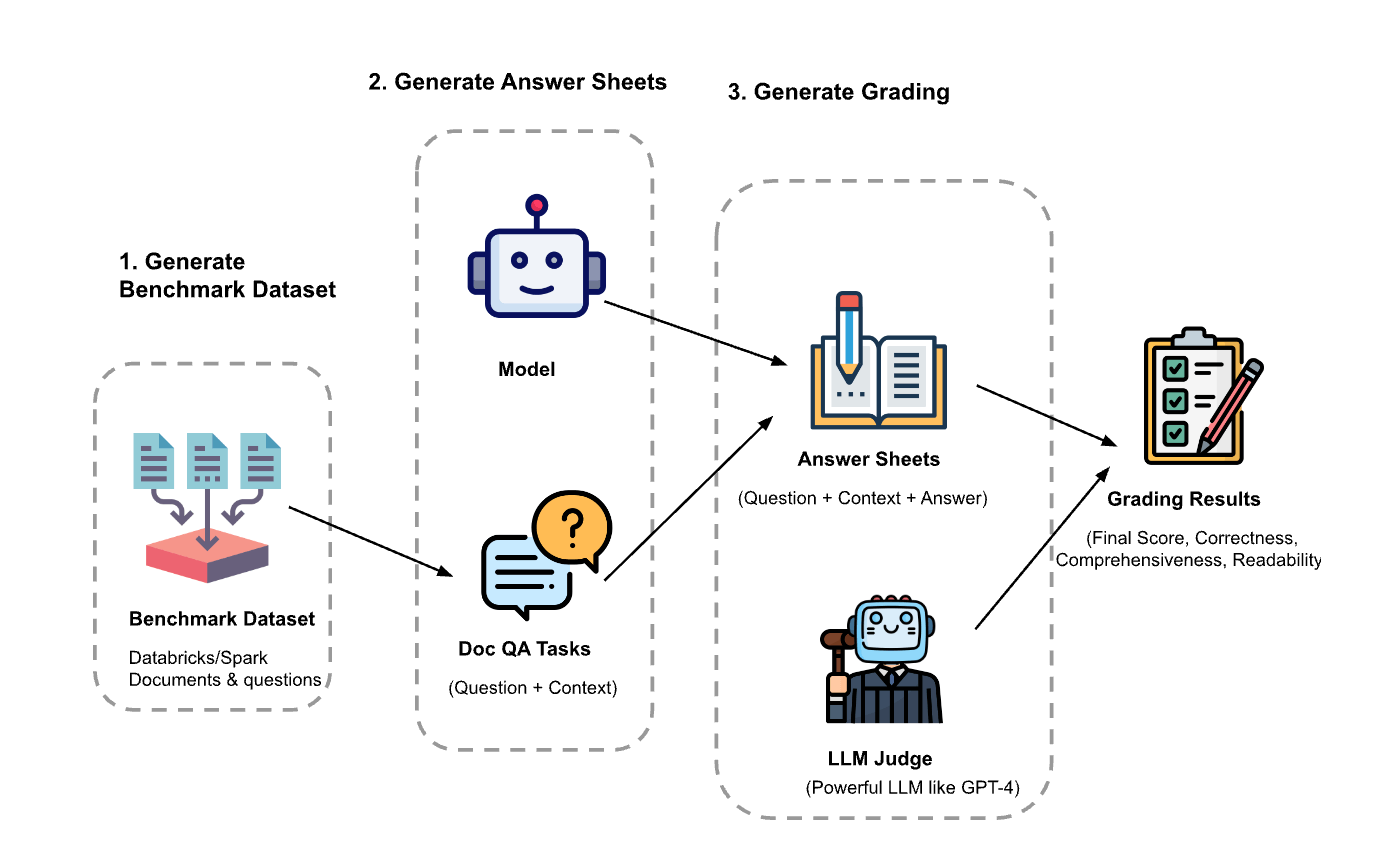 2. Generate Answer Sheets
3. Generate Grading
1. Generate
Benchmark Dataset
Model
?
Benchmark Dataset
Databricks/Spark
Documents & questions
Doc QA Tasks
(Question + Context)
Answer Sheets
(Question + Context + Answer)
LLM Judge
(Powerful LLM like GPT-4)
Grading Results
(Final Score, Correctness,
Comprehensiveness, Readability